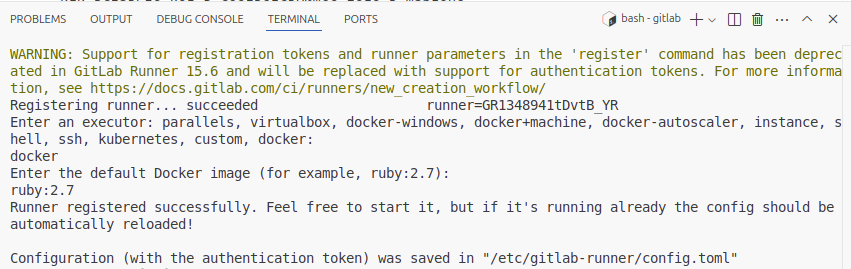 PROBLEMS OUTPUT DEBUG CONSOLE TERMINAL PORTS bash - gitlab
WARNING: Support for registration tokens and runner parameters in the 'register' command has been deprec
ated in GitLab Runner 15.6 and will be replaced with support for authentication tokens. For more informa
tion, see https://docs.gitlab.com/ci/runners/new_creation_workflow/
Registering runner... succeeded                     runner=GR1348941tDvtB_YR
Enter an executor: parallels, virtualbox, docker-windows, docker+machine, docker-autoscaler, instance, s
hell, ssh, kubernetes, custom, docker:
docker
Enter the default Docker image (for example, ruby:2.7):
ruby:2.7
Runner registered successfully. Feel free to start it, but if it's running already the config should be
automatically reloaded!
Configuration (with the authentication token) was saved in "/etc/gitlab-runner/config.toml"